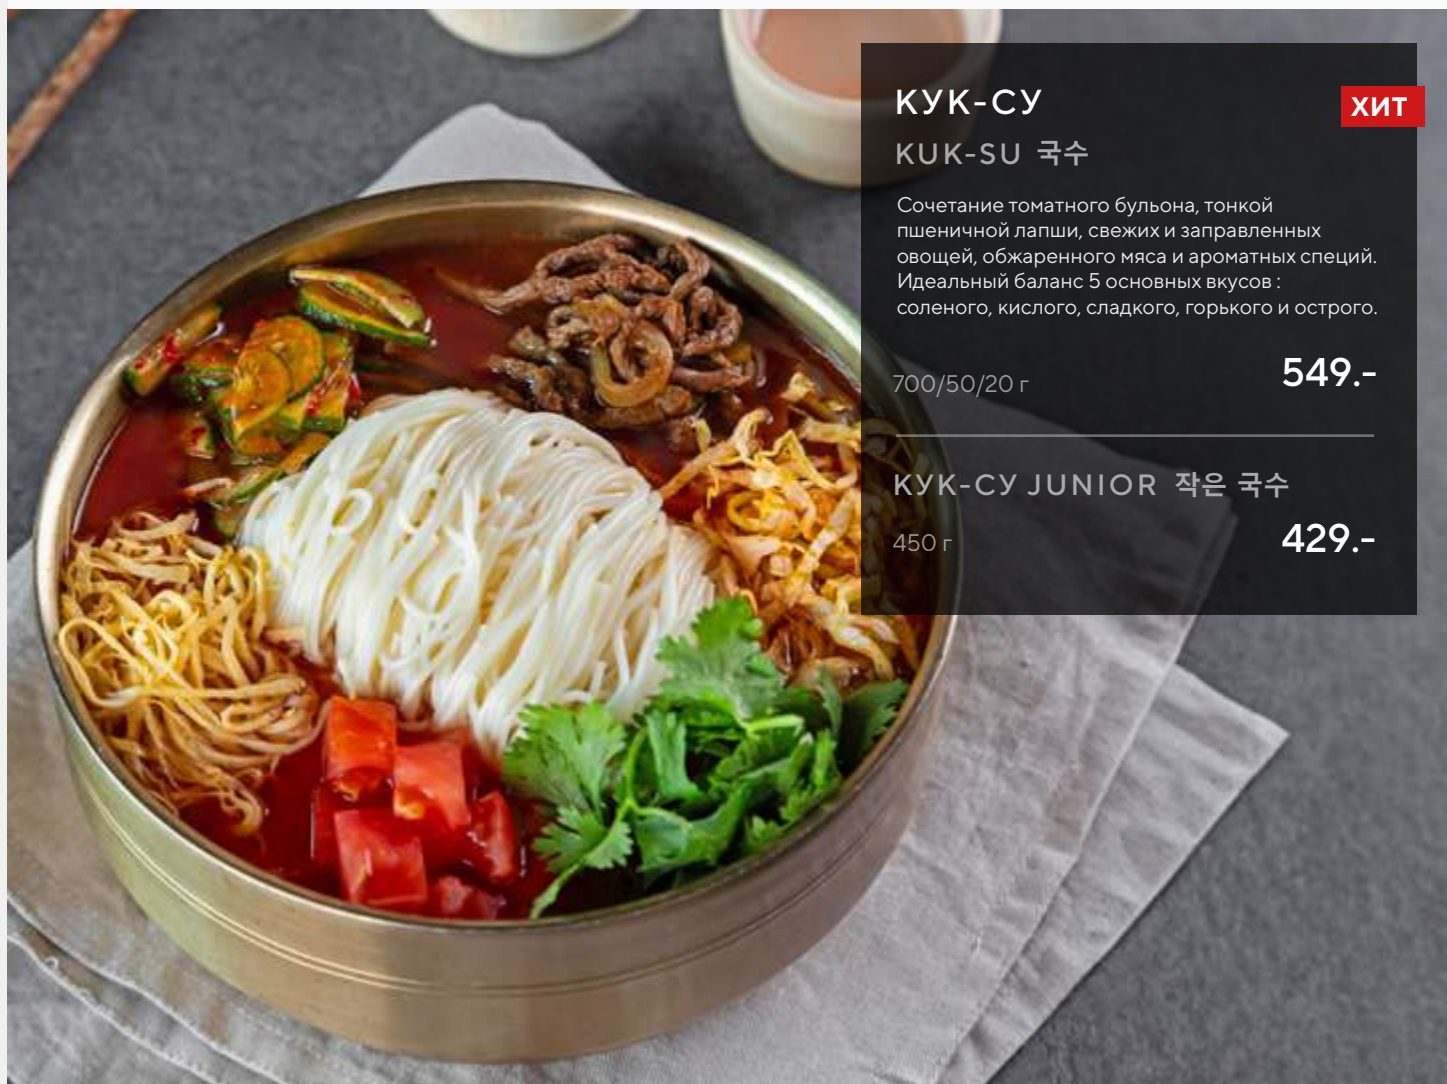 КУК-СУ
ХИТ
KUK-SU 국수
Сочетание томатного бульона, тонкой
пшеничной лапши, свежих и заправленных
овощей, обжаренного мяса и ароматных специй.
Идеальный баланс 5 основных вкусов :
соленого, кислого, сладкого, горького и острого.
700/50/20 г
549.-
КУК-СУ JUNIOR 작은 국수
450 г
429.-